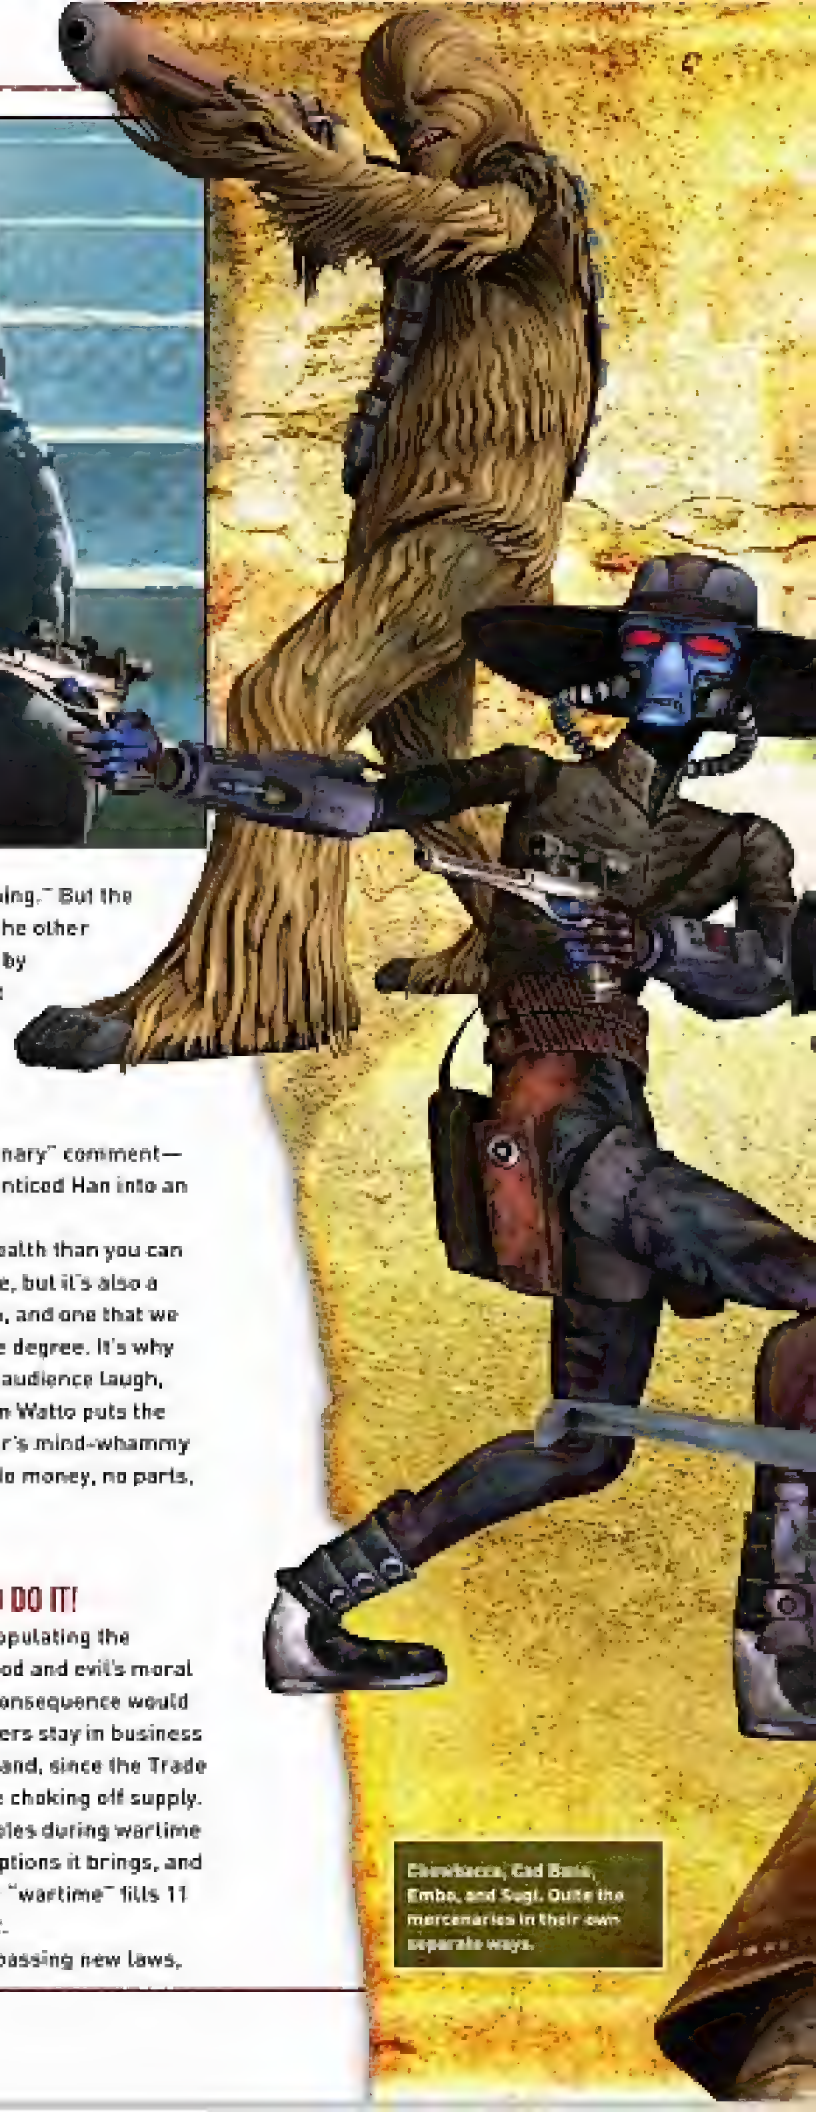 ing." But the
he other
by
nary" comment—
nticed Han into an
ealth than you can
e, but it's also a
, and one that we
e degree. It's why
audience laugh,
n Watto puts the
r's mind-whammy
lo money, no parts,
DO IT!
opulating the
od and evil's moral
onsequence would
ers stay in business
and, since the Trade
e choking off supply.
ples during wartime
ptions it brings, and
"wartime" fills 11
passing new laws,
Chewbacca, Cad Bane,
Embo, and Sugi. Quite the
mercenaries in their own
separate ways.